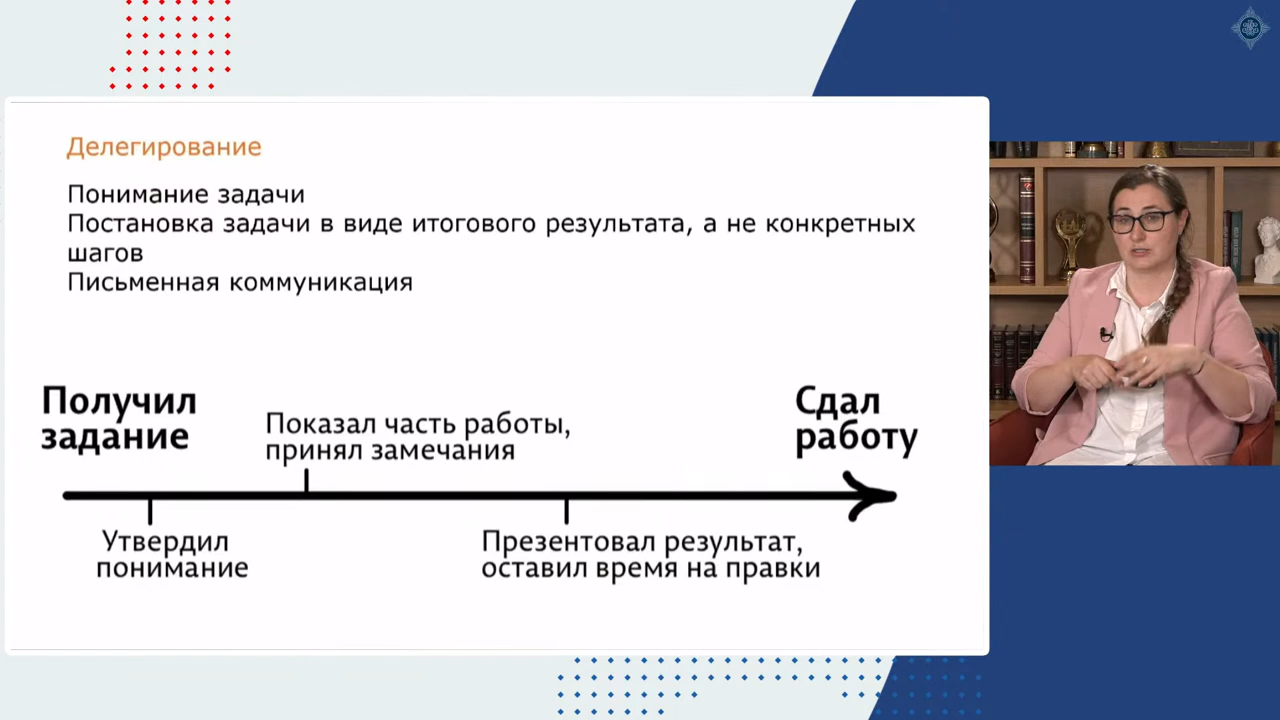 Делегирование
Понимание задачи
Постановка задачи в виде итогового результата, а не конкретных
шагов
Письменная коммуникация
Получил
задание
Показал часть работы,
принял замечания
Сдал
работу
Утвердил
понимание
Презентовал результат,
оставил время на правки